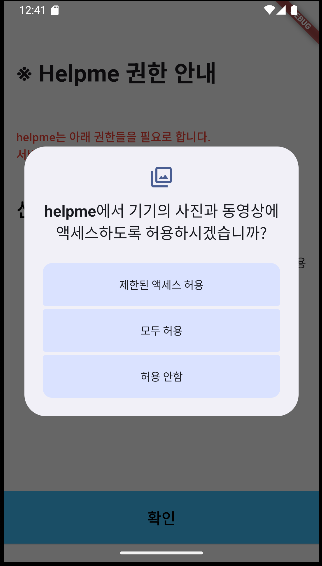 12:41
BUG
※ Helpme 권한 안내
helpme는 아래 권한들을 필요로 합니다.
helpme에서 기기의 사진과 동영상에
액세스하도록 허용하시겠습니까?
제한된 액세스 허용
모두 허용
허용 안함
확인